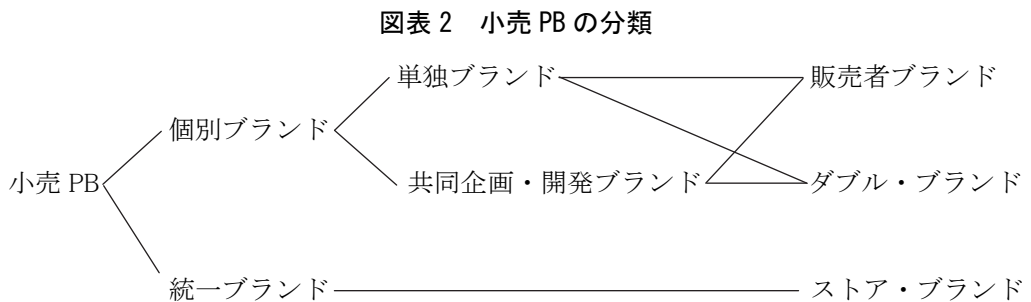 図表 2　小売 PB の分類
単独ブランド
販売者ブランド
個別ブランド
小売 PB
共同企画・開発ブランド
ダブル・ブランド
統一ブランド
ストア・ブランド